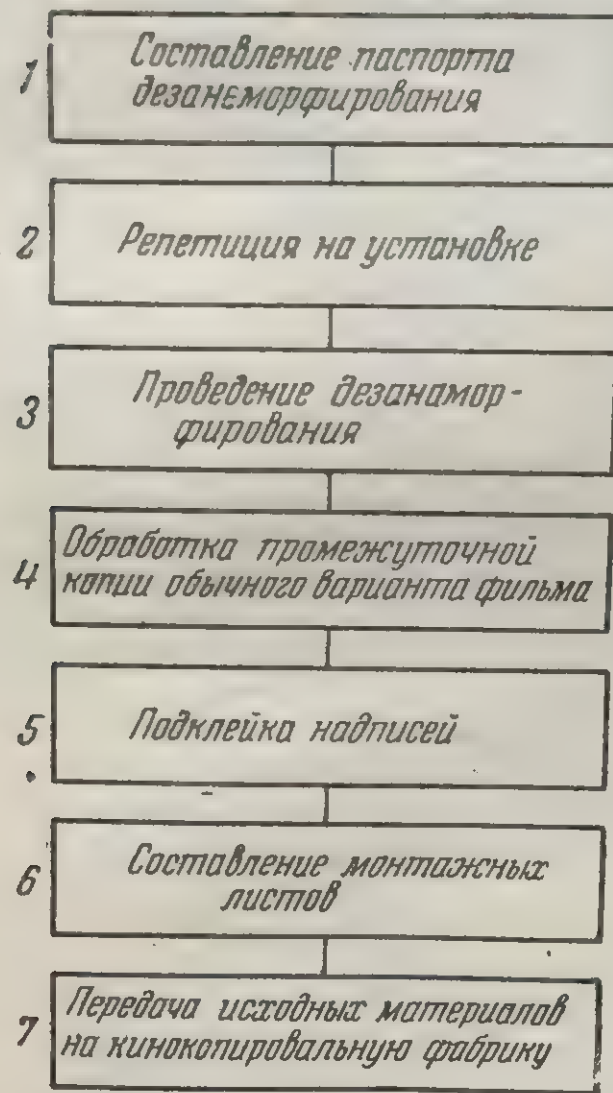 1 Составление паспорта
дезанеморфирования
2 Репетиция на установке
3 Проведение дезанамор-
фирования
4 Обработка промежуточной
копии обычного варианта фильма
5 Подклейка надписей
6 Составление монтажных
листов
7 Передача исходных материалов
на кинокопировальную фабрику